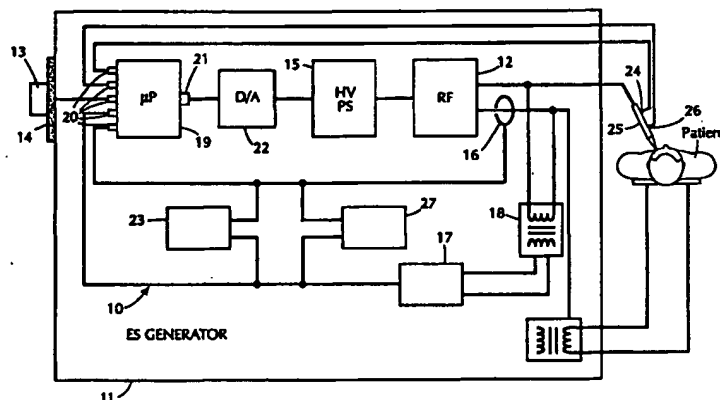 13
14
20
μP
21
19
D/A
22
15
HV
PS
12
RF
16
24
25
26
Patient
23
27
18
17
10
ES GENERATOR
11